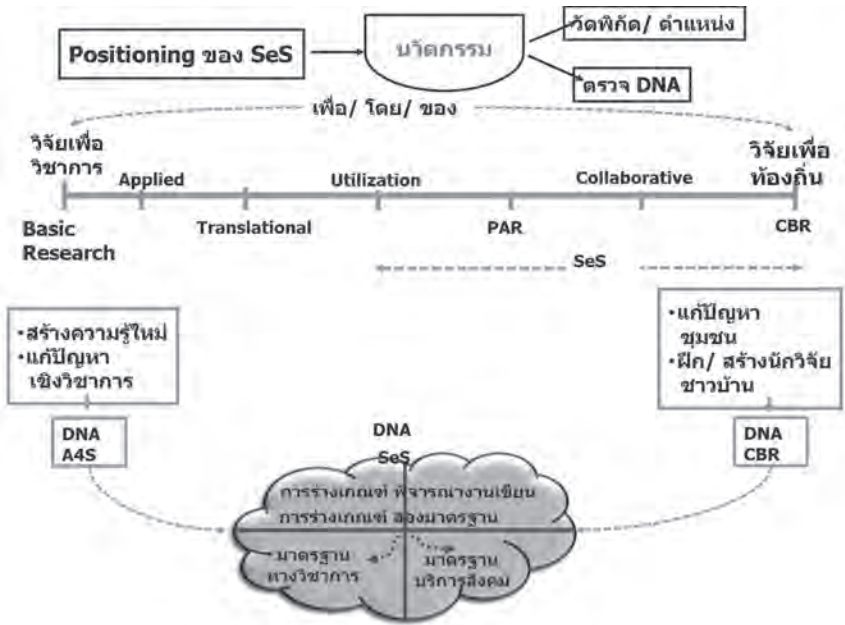 Positioning ของ SeS
นวัตกรรม
วัดพิกัด/ ตำแหน่ง
ตรวจ DNA
เพื่อ/ โดย/ ของ
วิจัยเพื่อ
วิชาการ
วิจัยเพื่อ
ท้องถิ่น
Applied
Utilization
Collaborative
Basic
Research
Translational
PAR
CBR
SeS
•สร้างความรู้ใหม่
•แก้ปัญหา
เชิงวิชาการ
•แก้ปัญหา
ชุมชน
•ฝึก/ สร้างนักวิจัย
ชาวบ้าน
DNA
A4S
DNA
SeS
DNA
CBR
การร่างเกณฑ์ พิจารณางานเขียน
การร่างเกณฑ์ สองมาตรฐาน
มาตรฐาน
ทางวิชาการ
มาตรฐาน
บริการสังคม